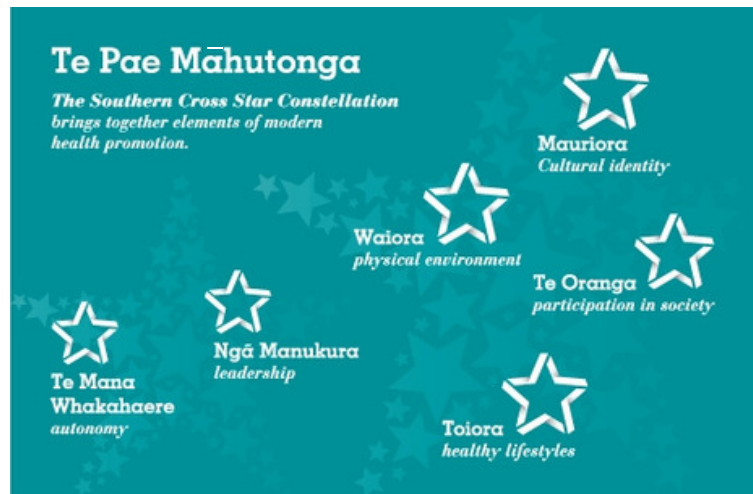 Te Pae Māhutonga
The Southern Cross Star Constellation
brings together elements of modern
health promotion.
Mauriora
Cultural identity
Waiora
physical environment
Te Oranga
participation in society
Ngā Manukura
leadership
Te Mana
Whakahaere
autonomy
Toiora
healthy lifestyles